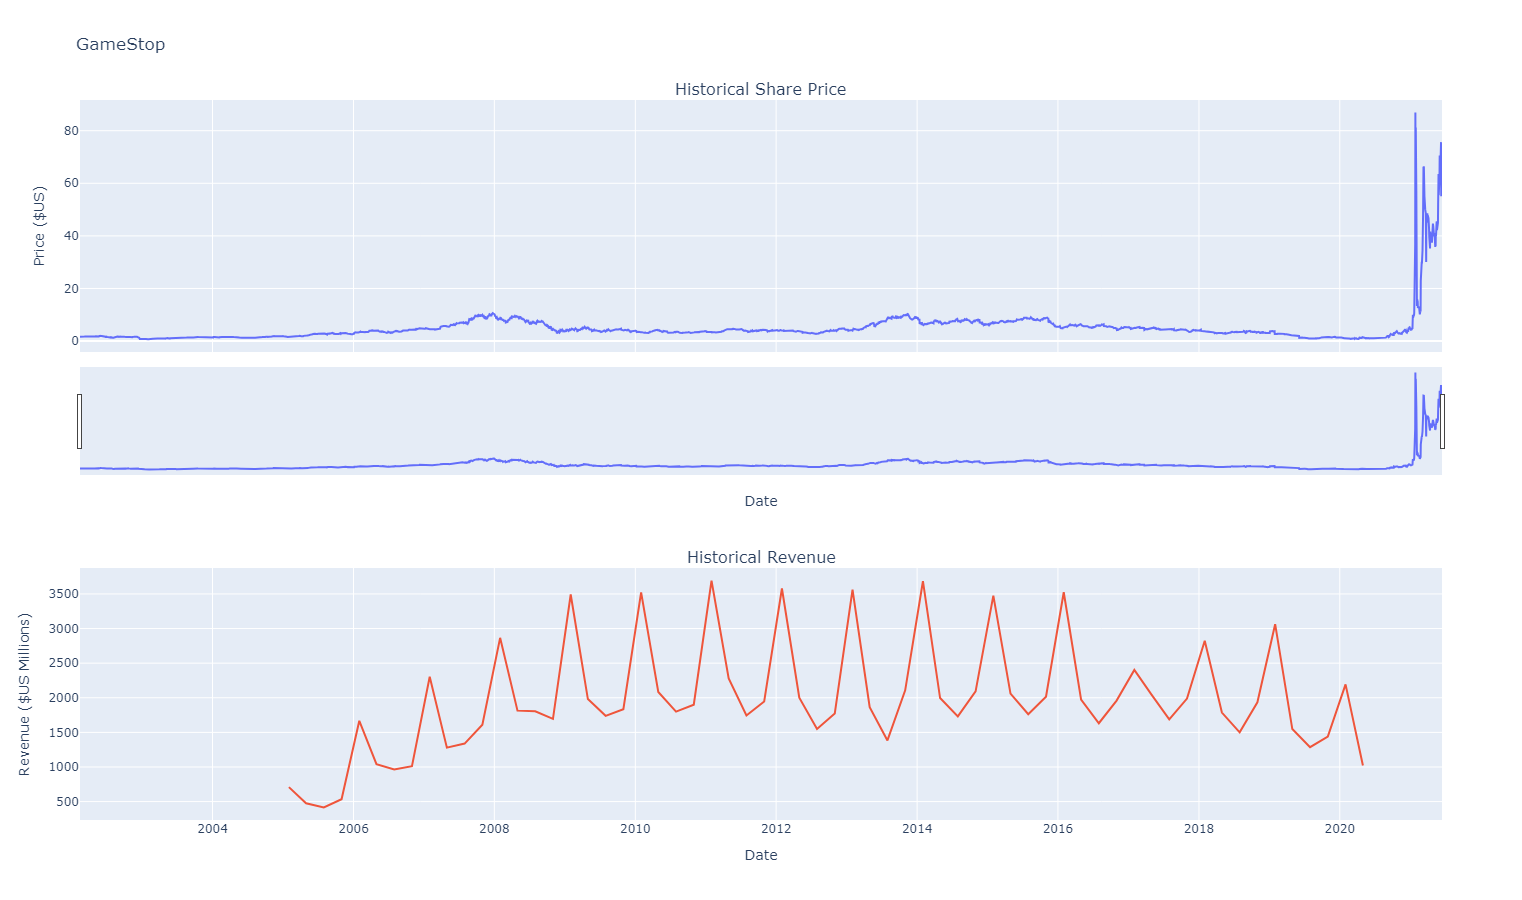 GameStop
Historical Share Price
Price ($US)
80
60
40
20
0
Date
Historical Revenue
Revenue ($US Millions)
3500
3000
2500
2000
1500
1000
500
2004 2006 2008 2010 2012 2014 2016 2018 2020
Date